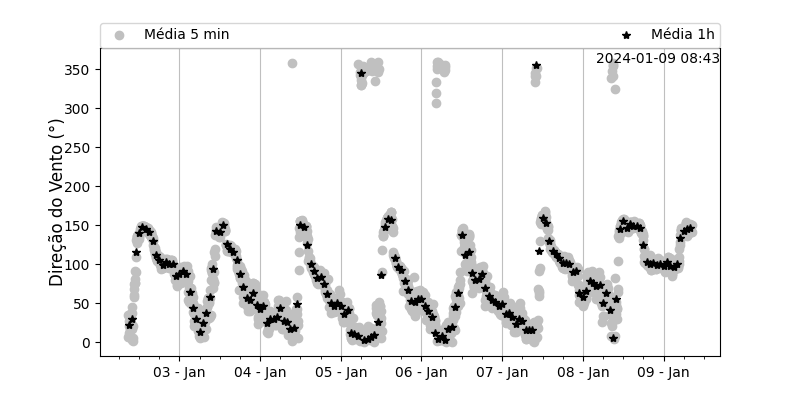 Média 5 min
Média 1h
2024-01-09 08:43
Direção do Vento (°)
350
300
250
200
150
100
50
0
03 - Jan
04 - Jan
05 - Jan
06 - Jan
07 - Jan
08 - Jan
09 - Jan